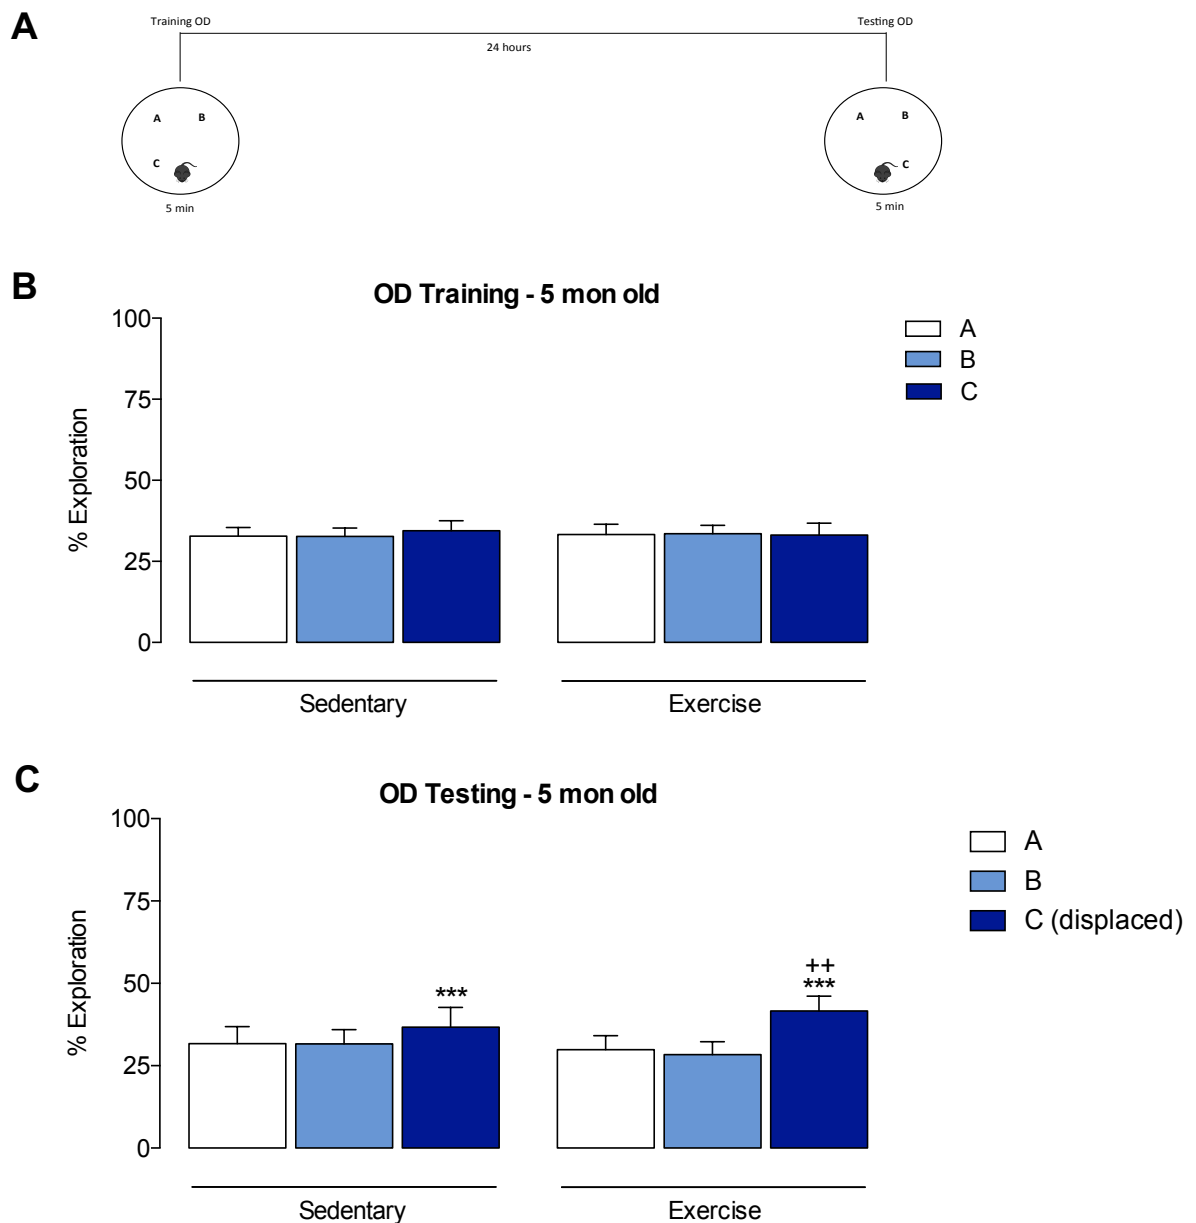 A
Training OD
Testing OD
24 hours
A B
C
5 min
A B
C
5 min
B
OD Training - 5 mon old
100
75
50
25
0
% Exploration
A
B
C
Sedentary
Exercise
C
OD Testing - 5 mon old
100
75
50
25
0
% Exploration
A
B
C (displaced)
***
++
***
Sedentary
Exercise